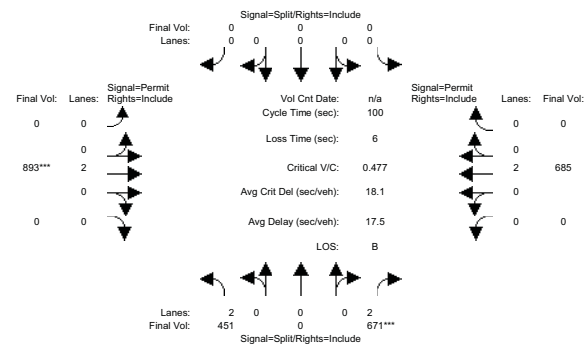 Signal=Split/Rights=Include
Final Vol: 0 0 0
Lanes: 0 0 0 0 0
Signal=Permit
Final Vol: Lanes: Rights=Include
Vol Cnt Date: n/a
Signal=Permit
Rights=Include Lanes: Final Vol:
Cycle Time (sec): 100
0 0
0 0
Loss Time (sec): 6
0
0
893*** 2
Critical V/C: 0.477
2 685
0
Avg Crit Del (sec/veh): 18.1
0
0 0
Avg Delay (sec/veh): 17.5
0 0
LOS: B
Lanes: 2 0 0 0 2
Final Vol: 451 0 671***
Signal=Split/Rights=Include